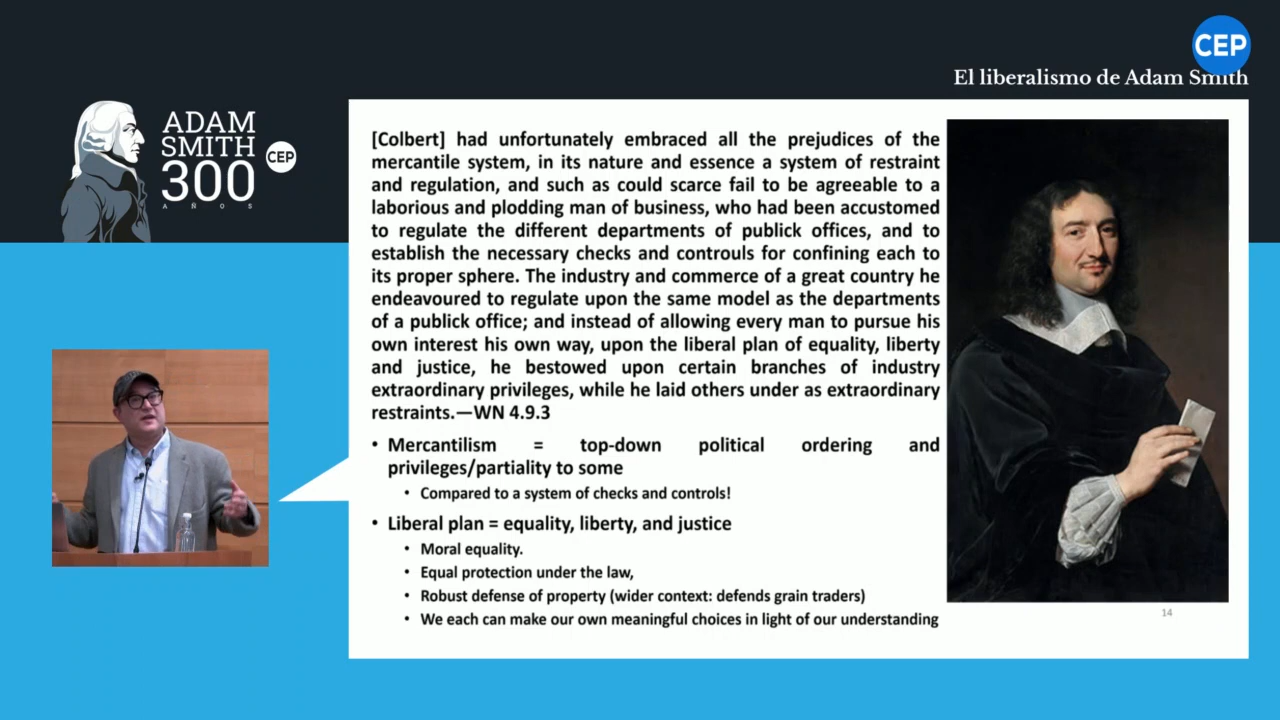 CEP
El liberalismo de Adam Smith
ADAM
SMITH
300
AÑOS
CEP
[Colbert] had unfortunately embraced all the prejudices of the
mercantile system, in its nature and essence a system of restraint
and regulation, and such as could scarce fail to be agreeable to a
laborious and plodding man of business, who had been accustomed
to regulate the different departments of publick offices, and to
establish the necessary checks and controuls for confining each to
its proper sphere. The industry and commerce of a great country he
endeavoured to regulate upon the same model as the departments
of a publick office; and instead of allowing every man to pursue his
own interest his own way, upon the liberal plan of equality, liberty
and justice, he bestowed upon certain branches of industry
extraordinary privileges, while he laid others under as extraordinary
restraints.—WN 4.9.3
• Mercantilism = top-down political ordering and
privileges/partiality to some
• Compared to a system of checks and controls!
• Liberal plan = equality, liberty, and justice
• Moral equality.
• Equal protection under the law,
• Robust defense of property (wider context: defends grain traders)
• We each can make our own meaningful choices in light of our understanding
14